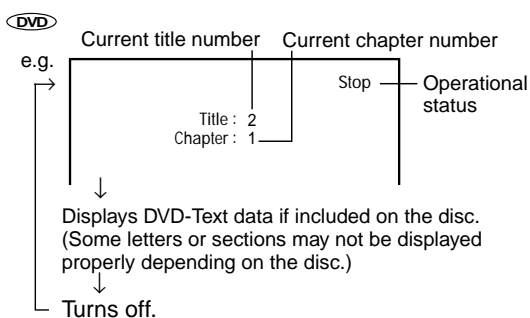 DVD
Current title number Current chapter number
e.g.
Stop Operational
status
Title : 2
Chapter : 1
Displays DVD-Text data if included on the disc.
(Some letters or sections may not be displayed
properly depending on the disc.)
Turns off.